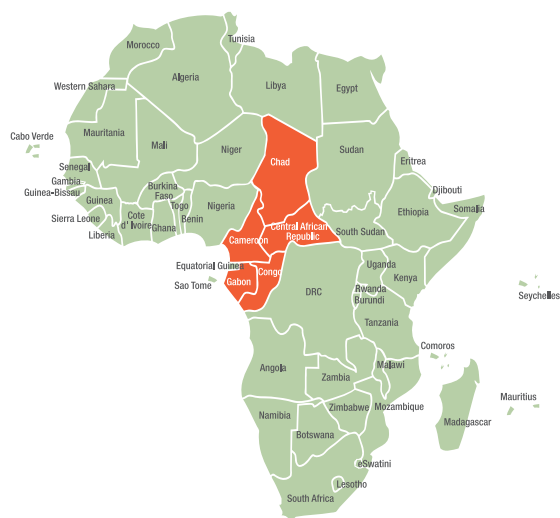 Tunisia
Morocco
Algeria
Libya
Egypt
Western Sahara
Mauritania
Mali
Niger
Chad
Sudan
Eritrea
Cabo Verde
Senegal
Gambia
Guinea-Bissau
Guinea
Sierra Leone
Liberia
Cote
d' Ivoire
Burkina
Faso
Ghana
Togo
Benin
Nigeria
Djibouti
Somalia
Ethiopia
South Sudan
Central African
Republic
Cameroon
Equatorial Guinea
Sao Tome
Gabon
Congo
DRC
Uganda
Kenya
Rwanda
Burundi
Tanzania
Seychelles
Comoros
Angola
Zambia
Malawi
Mozambique
Zimbabwe
Namibia
Botswana
Madagascar
Mauritius
eSwatini
Lesotho
South Africa